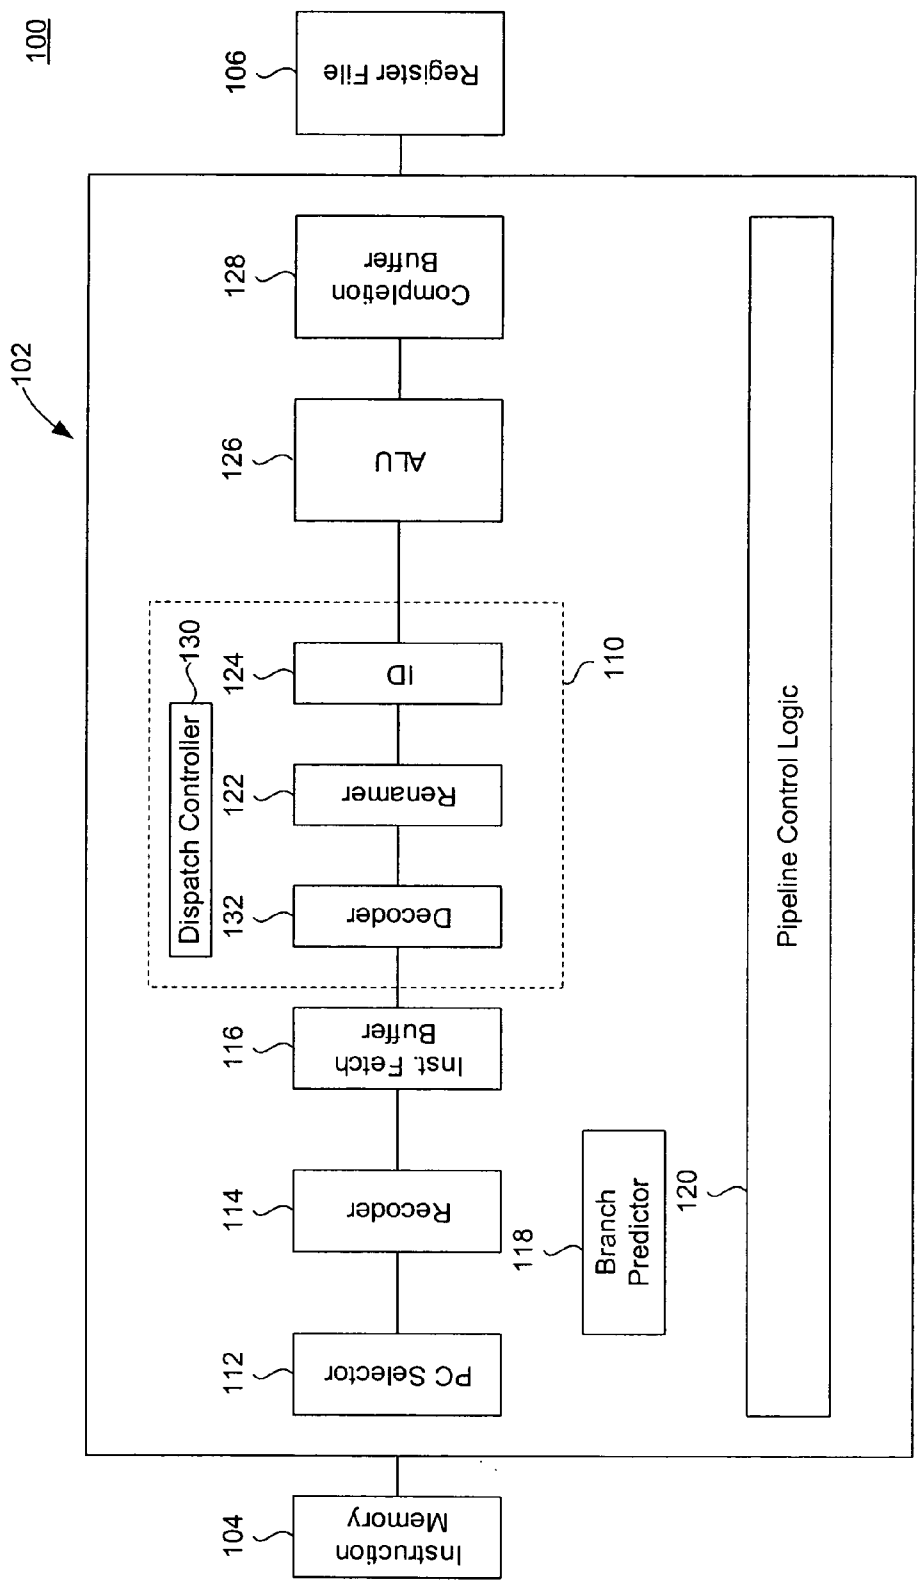 100
102
104
Instruction
Memory
112
PC Selector
114
Recoder
116
Inst. Fetch
Buffer
132
Decoder
122
Renamer
124
ID
Dispatch Controller
130
110
126
ALU
128
Completion
Buffer
106
Register File
118
Branch
Predictor
120
Pipeline Control Logic